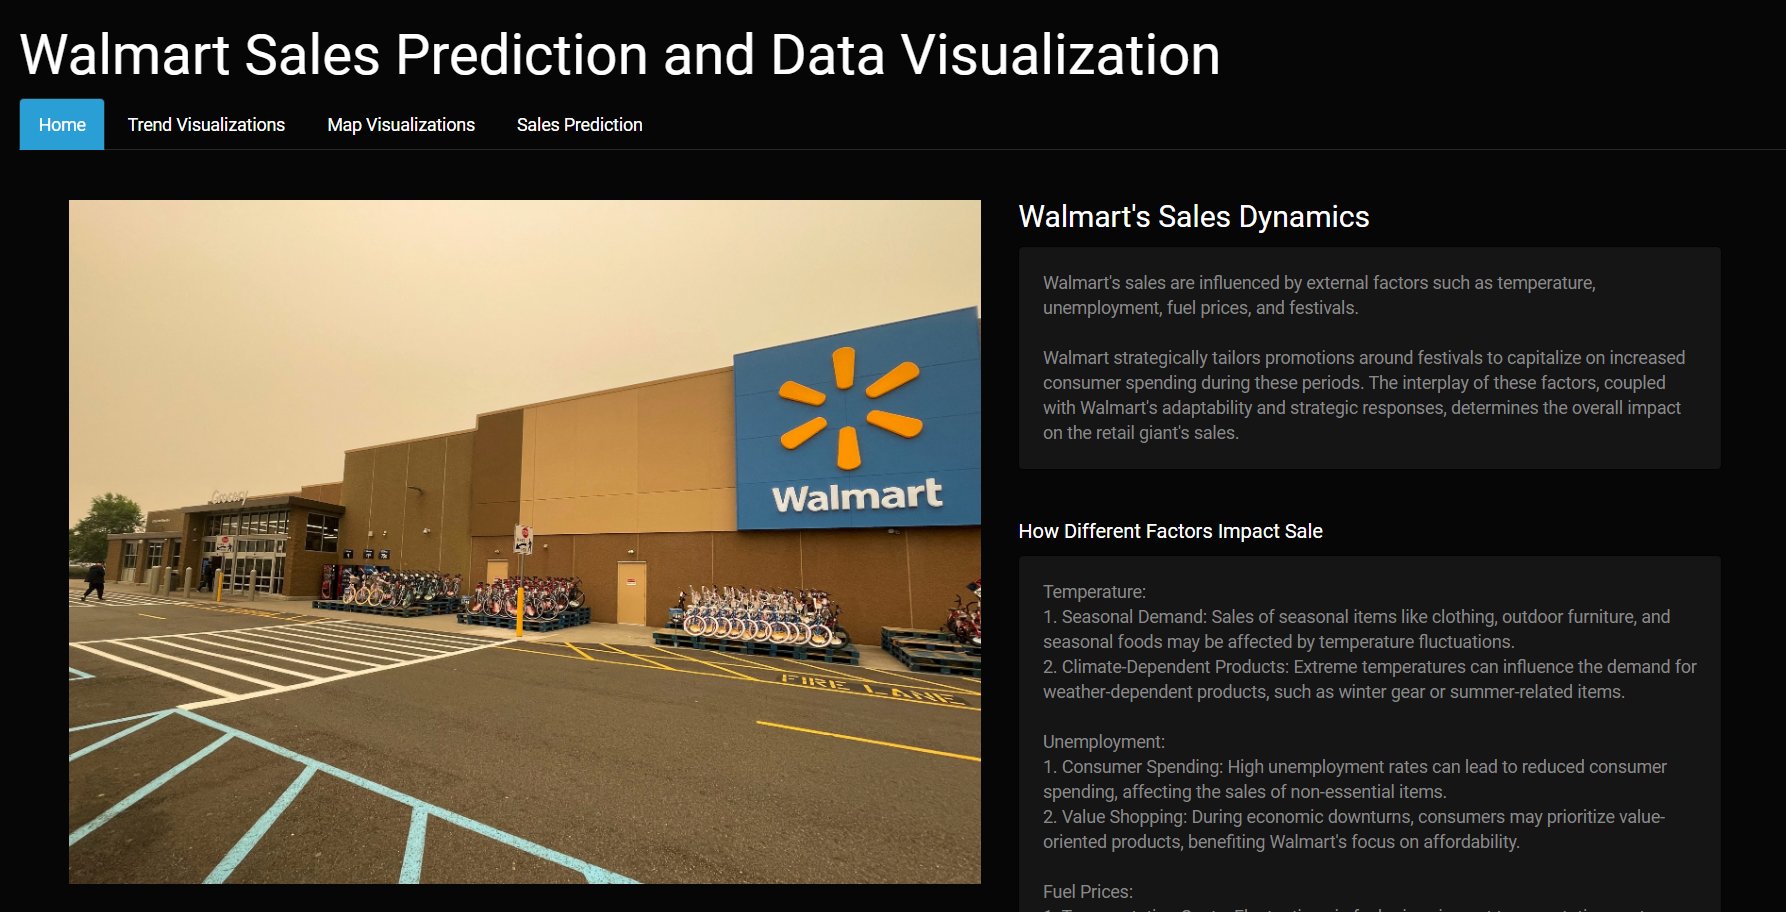 Walmart Sales Prediction and Data Visualization
Home
Trend Visualizations
Map Visualizations
Sales Prediction
Grocery
Walmart
FIRE LANE
Walmart's Sales Dynamics
Walmart's sales are influenced by external factors such as temperature,
unemployment, fuel prices, and festivals.
Walmart strategically tailors promotions around festivals to capitalize on increased
consumer spending during these periods. The interplay of these factors, coupled
with Walmart's adaptability and strategic responses, determines the overall impact
on the retail giant's sales.
How Different Factors Impact Sale
Temperature:
1. Seasonal Demand: Sales of seasonal items like clothing, outdoor furniture, and
seasonal foods may be affected by temperature fluctuations.
2. Climate-Dependent Products: Extreme temperatures can influence the demand for
weather-dependent products, such as winter gear or summer-related items.
Unemployment:
1. Consumer Spending: High unemployment rates can lead to reduced consumer
spending, affecting the sales of non-essential items.
2. Value Shopping: During economic downturns, consumers may prioritize value-
oriented products, benefiting Walmart's focus on affordability.
Fuel Prices: